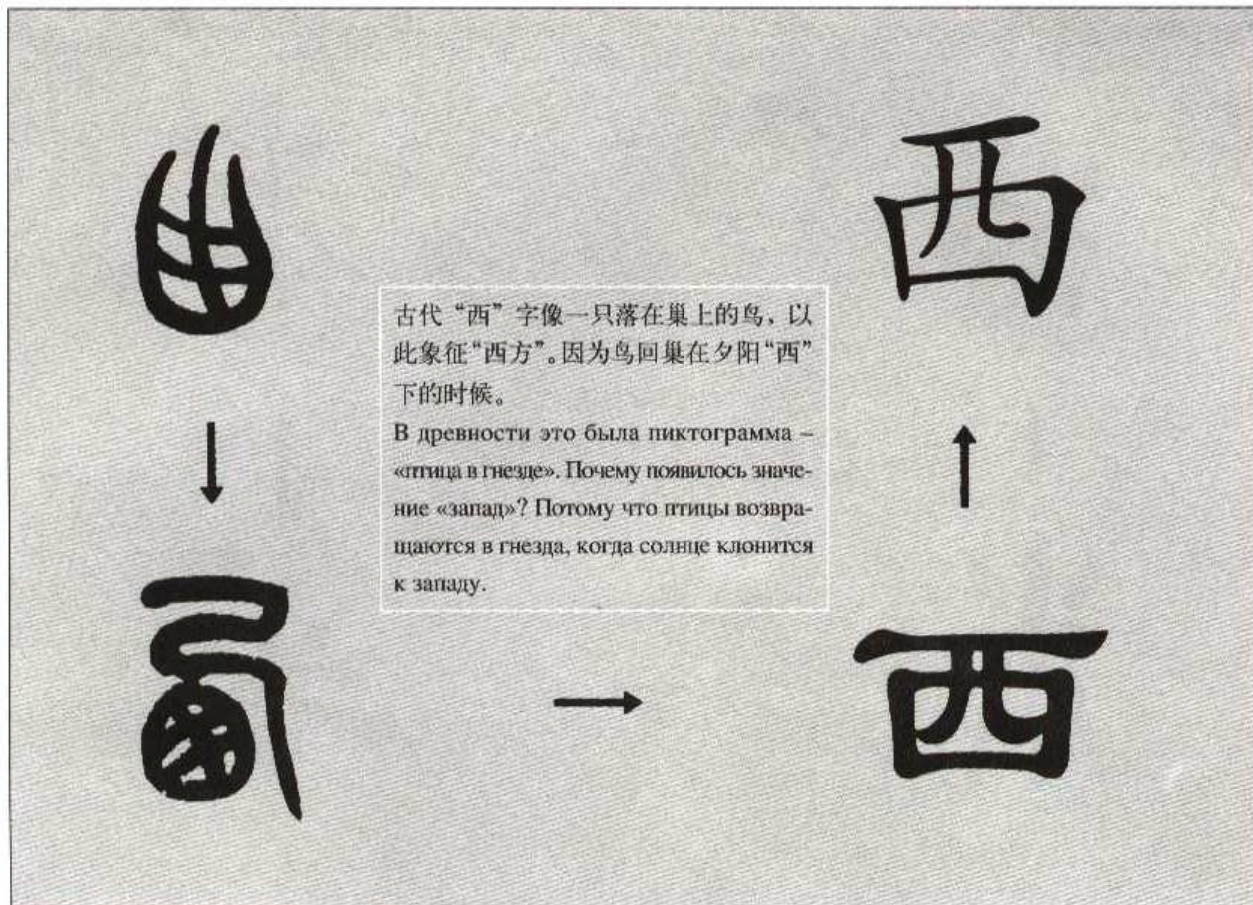 西
古代“西”字像一只落在巢上的鸟，以
此象征“西方”。因为鸟回巢在夕阳“西”
下的时候。
В древности это была пиктограмма –
«птица в гнезде». Почему появилось значе-
ние «запад»? Потому что птицы возвра-
щаются в гнезда, когда солнце клонится
к западу.
西